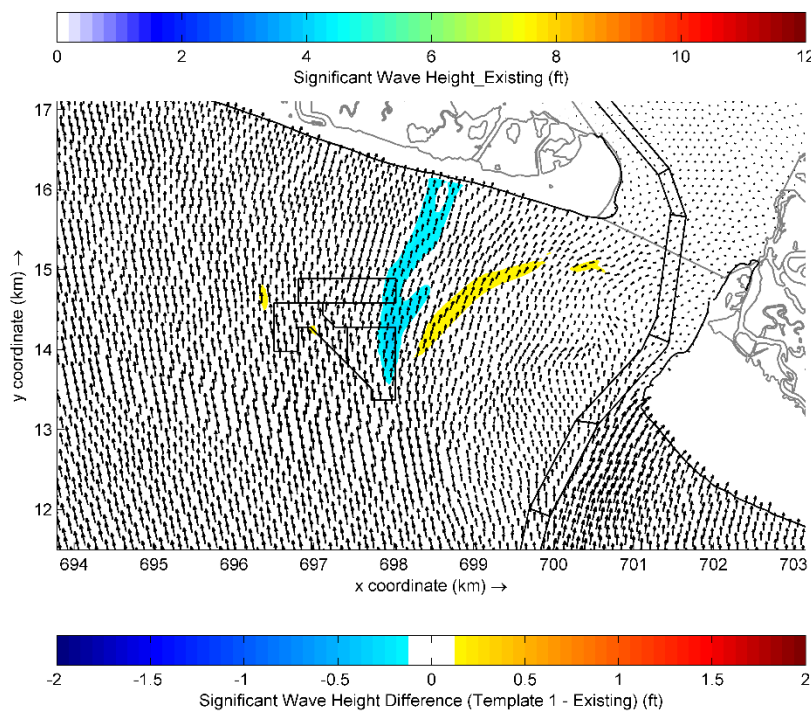 0 2 4 6 8 10 12
Significant Wave Height_Existing (ft)
17
16
15
14
13
12
y coordinate (km) →
694 695 696 697 698 699 700 701 702 703
x coordinate (km) →
-2 -1.5 -1 -0.5 0 0.5 1 1.5 2
Significant Wave Height Difference (Template 1 - Existing) (ft)